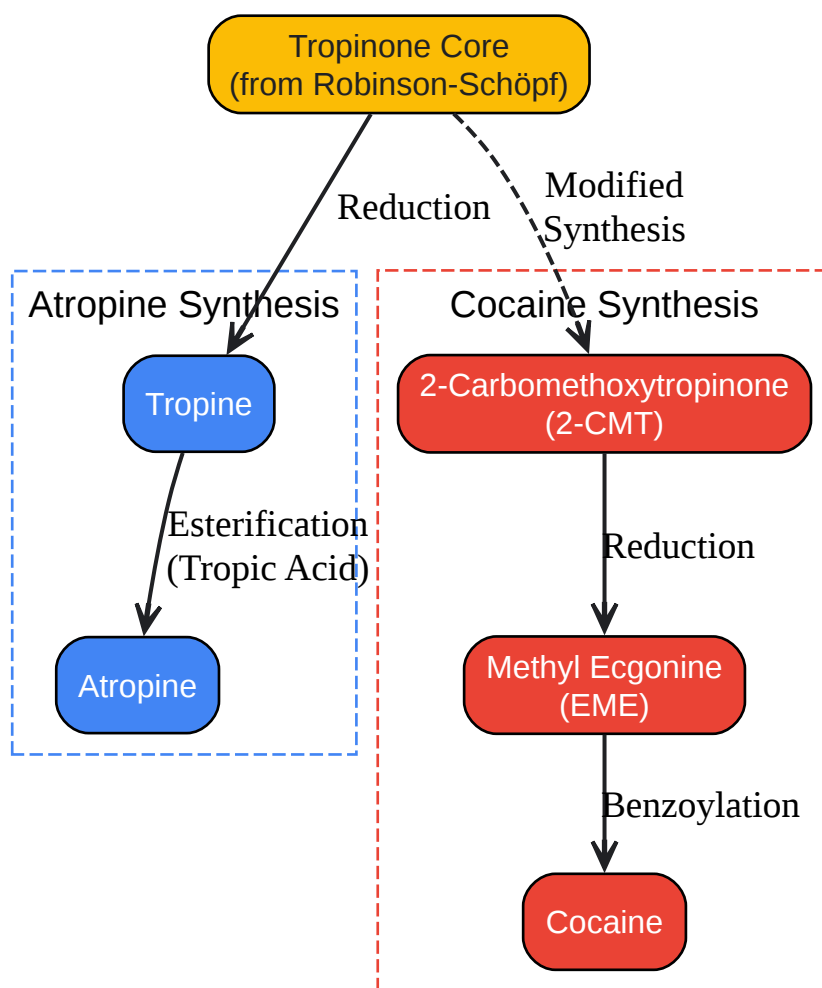 Tropinone Core
(from Robinson-Schöpf)
Reduction
Modified
Synthesis
Atropine Synthesis
Cocaine Synthesis
Tropine
2-Carbomethoxytropinone
(2-CMT)
Esterification
(Tropic Acid)
Reduction
Atropine
Methyl Ecgonine
(EME)
Benzoylation
Cocaine